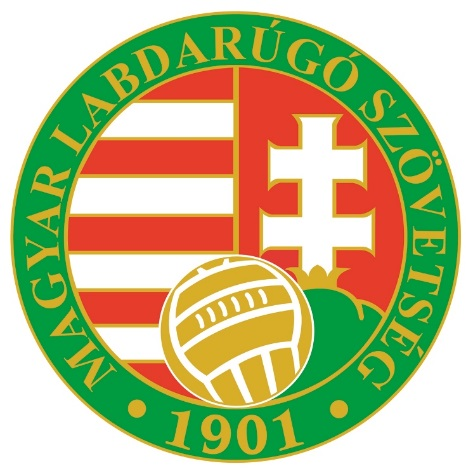 MAGYAR LABDARÚGÓ SZÖVETSÉG
• 1901 •